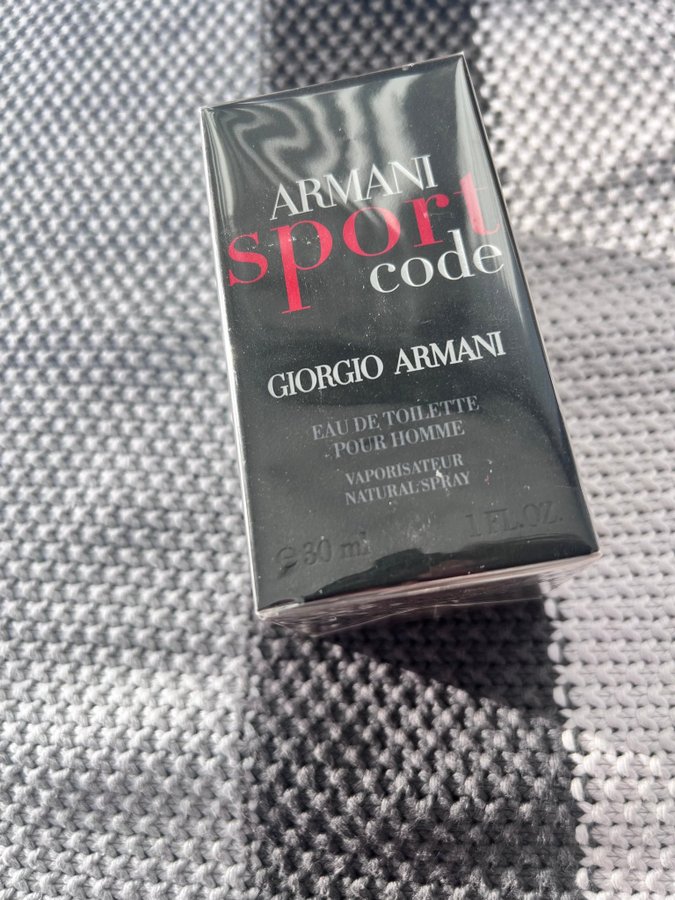 ARMANI
sport
code
GIORGIO ARMANI
EAU DE TOILETTE
POUR HOMME
VAPORISATEUR
NATURAL SPRAY
℮ 30 ml 1 FL.OZ.